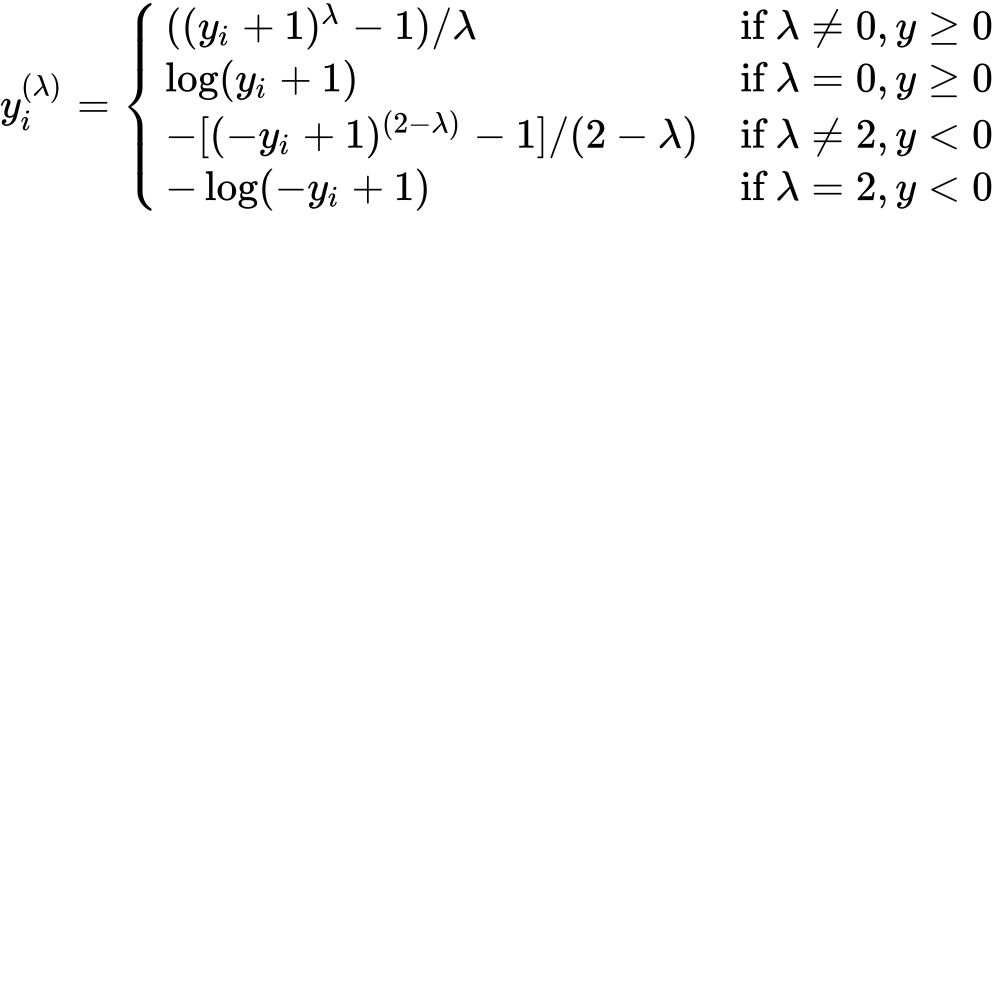 y_i^{(λ)} = { ((y_i + 1)^λ − 1)/λ if λ ≠ 0, y ≥ 0
log(y_i + 1) if λ = 0, y ≥ 0
−[(−y_i + 1)^{(2−λ)} − 1]/(2 − λ) if λ ≠ 2, y < 0
− log(−y_i + 1) if λ = 2, y < 0